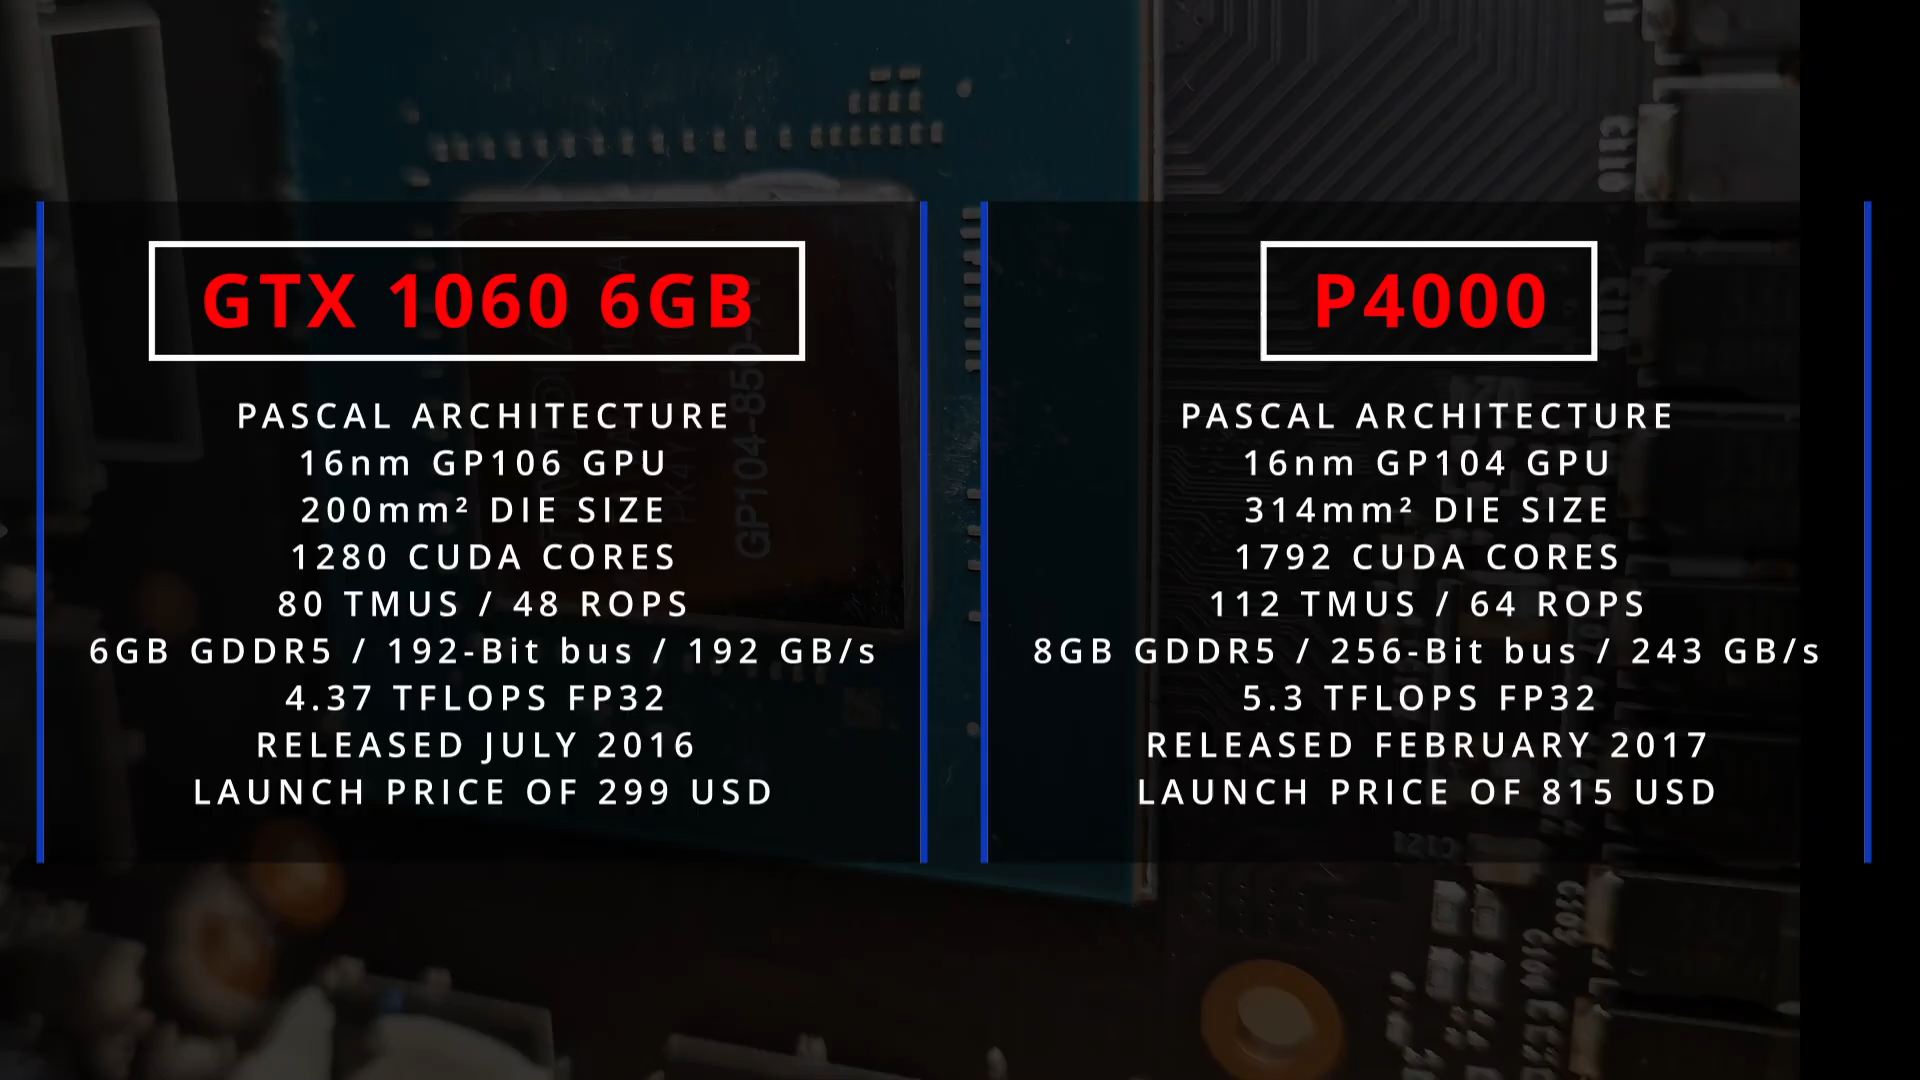 GTX 1060 6GB
PASCAL ARCHITECTURE
16nm GP106 GPU
200mm² DIE SIZE
1280 CUDA CORES
80 TMUS / 48 ROPS
6GB GDDR5 / 192-Bit bus / 192 GB/s
4.37 TFLOPS FP32
RELEASED JULY 2016
LAUNCH PRICE OF 299 USD
P4000
PASCAL ARCHITECTURE
16nm GP104 GPU
314mm² DIE SIZE
1792 CUDA CORES
112 TMUS / 64 ROPS
8GB GDDR5 / 256-Bit bus / 243 GB/s
5.3 TFLOPS FP32
RELEASED FEBRUARY 2017
LAUNCH PRICE OF 815 USD
C116
C121